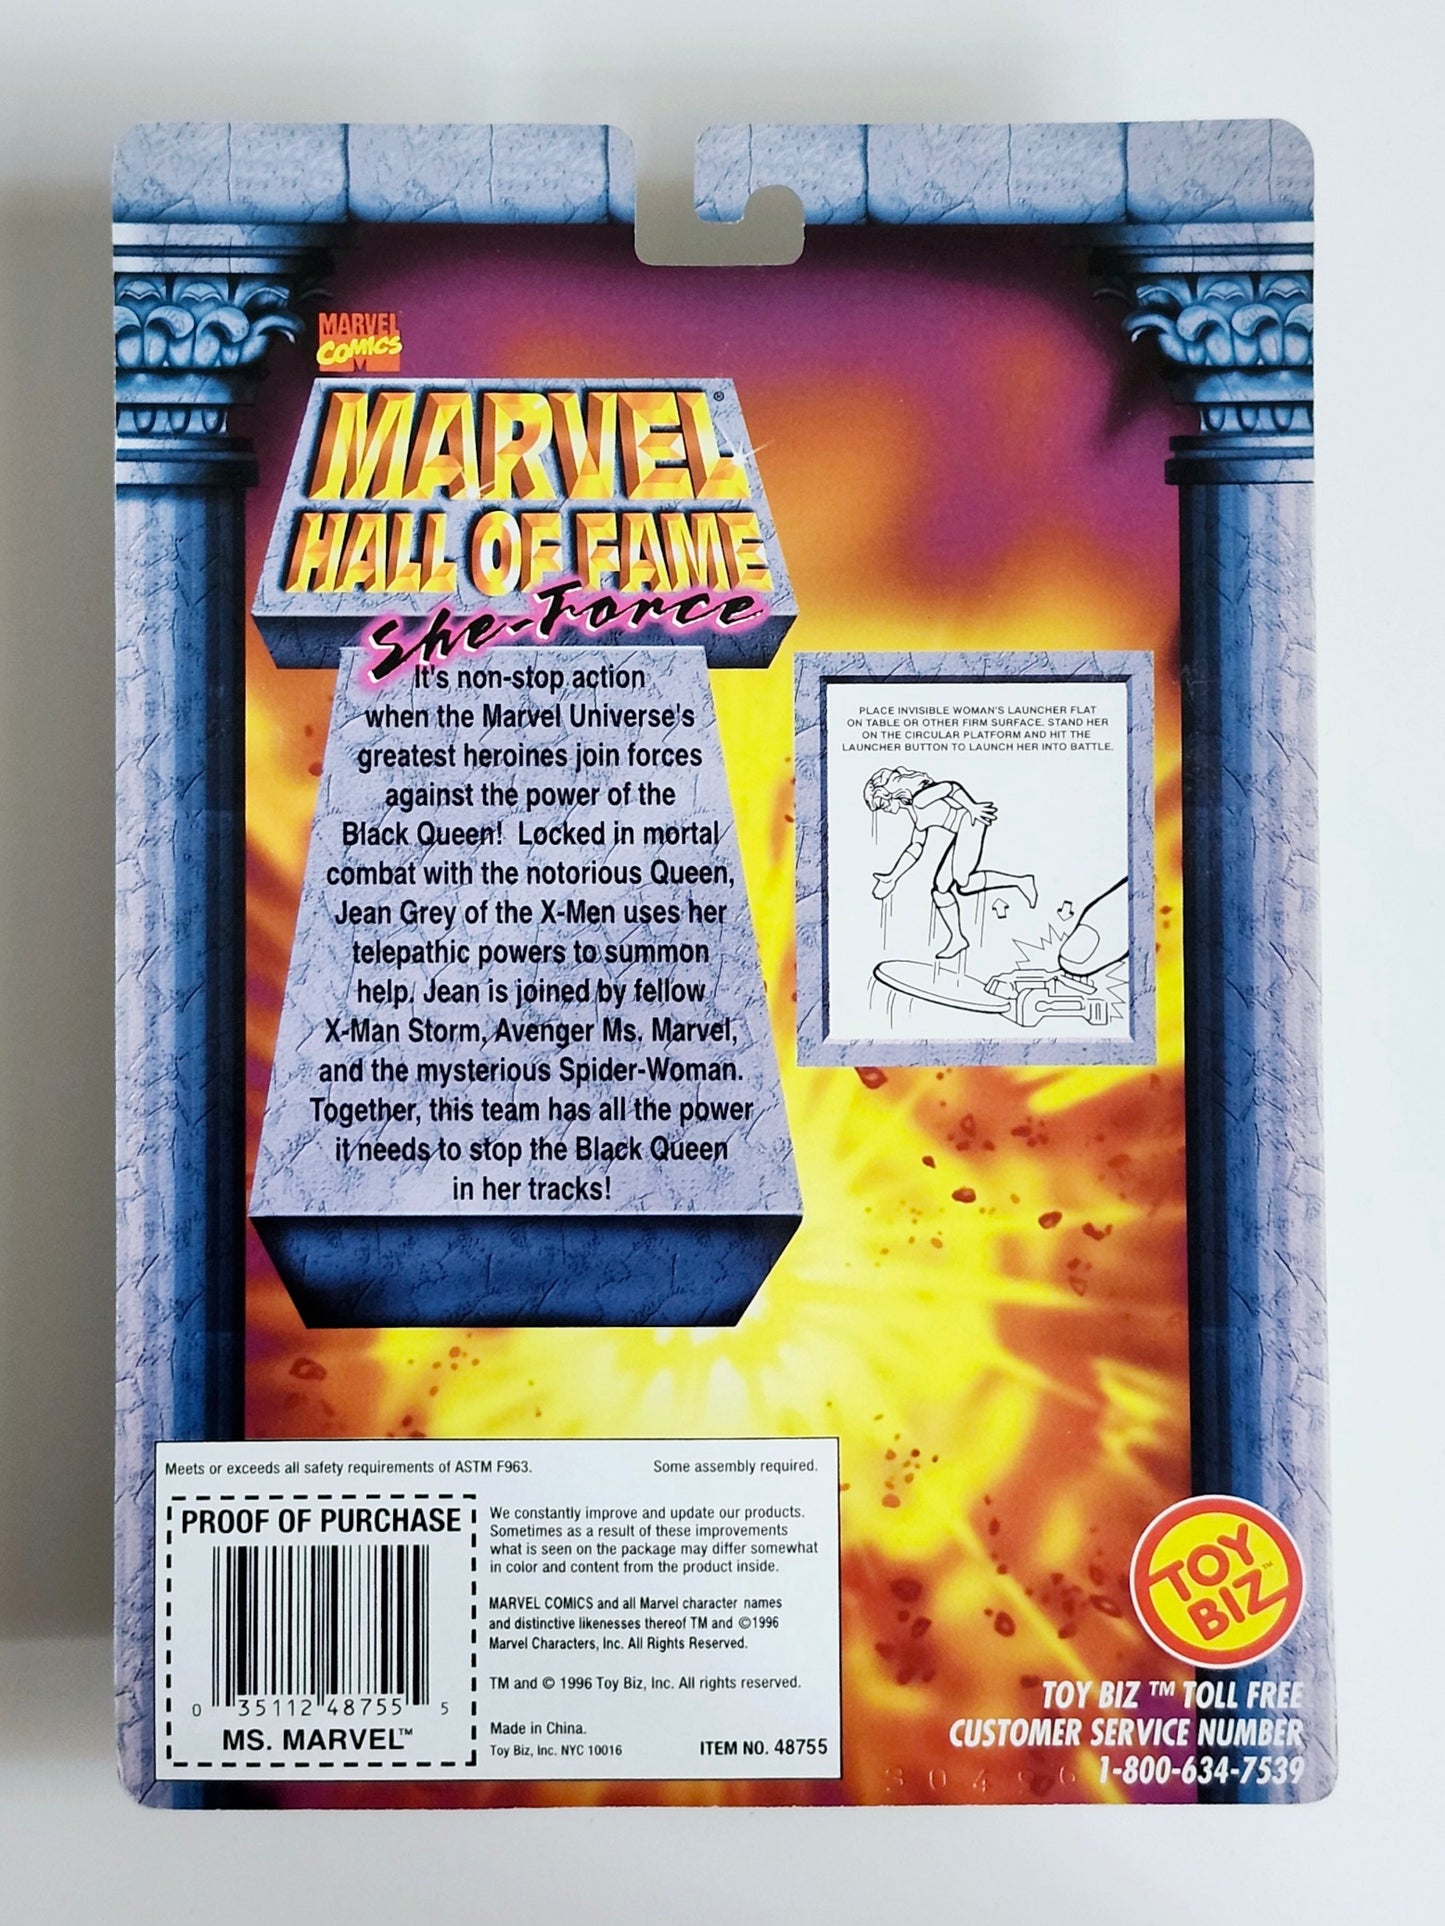 MARVEL
COMICS
MARVEL®
HALL OF FAME
She-Force
It's non-stop action
when the Marvel Universe's
greatest heroines join forces
against the power of the
Black Queen! Locked in mortal
combat with the notorious Queen,
Jean Grey of the X-Men uses her
telepathic powers to summon
help. Jean is joined by fellow
X-Man Storm, Avenger Ms. Marvel,
and the mysterious Spider-Woman.
Together, this team has all the power
it needs to stop the Black Queen
in her tracks!
PLACE INVISIBLE WOMAN'S LAUNCHER FLAT
ON TABLE OR OTHER FIRM SURFACE. STAND HER
ON THE CIRCULAR PLATFORM AND HIT THE
LAUNCHER BUTTON TO LAUNCH HER INTO BATTLE.
Meets or exceeds all safety requirements of ASTM F963.
Some assembly required.
PROOF OF PURCHASE
0 35112 48755 5
MS. MARVEL™
We constantly improve and update our products.
Sometimes as a result of these improvements
what is seen on the package may differ somewhat
in color and content from the product inside.
MARVEL COMICS and all Marvel character names
and distinctive likenesses thereof TM and ©1996
Marvel Characters, Inc. All Rights Reserved.
TM and © 1996 Toy Biz, Inc. All rights reserved.
Made in China.
Toy Biz, Inc. NYC 10016
ITEM NO. 48755
TOY
BIZ™
TOY BIZ ™ TOLL FREE
CUSTOMER SERVICE NUMBER
1-800-634-7539